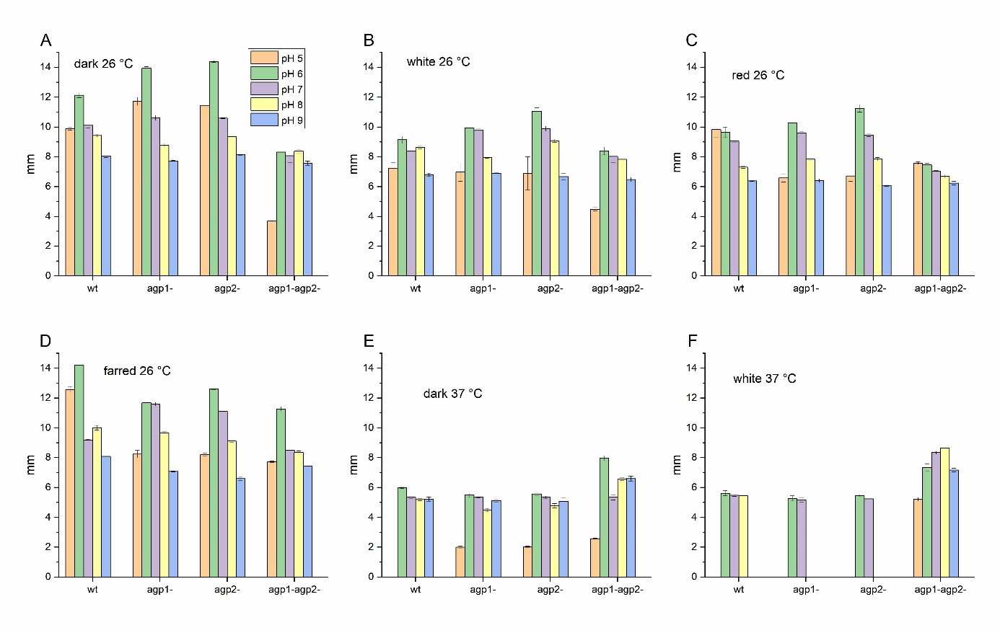 A
dark 26 °C
pH 5
pH 6
pH 7
pH 8
pH 9
14
12
10
8
6
4
2
0
mm
wt
agp1-
agp2-
agp1-agp2-
B
white 26 °C
14
12
10
8
6
4
2
0
mm
wt
agp1-
agp2-
agp1-agp2-
C
red 26 °C
14
12
10
8
6
4
2
0
mm
wt
agp1-
agp2-
agp1-agp2-
D
farred 26 °C
14
12
10
8
6
4
2
0
mm
wt
agp1-
agp2-
agp1-agp2-
E
dark 37 °C
14
12
10
8
6
4
2
0
mm
wt
agp1-
agp2-
agp1-agp2-
F
white 37 °C
14
12
10
8
6
4
2
0
mm
wt
agp1-
agp2-
agp1-agp2-